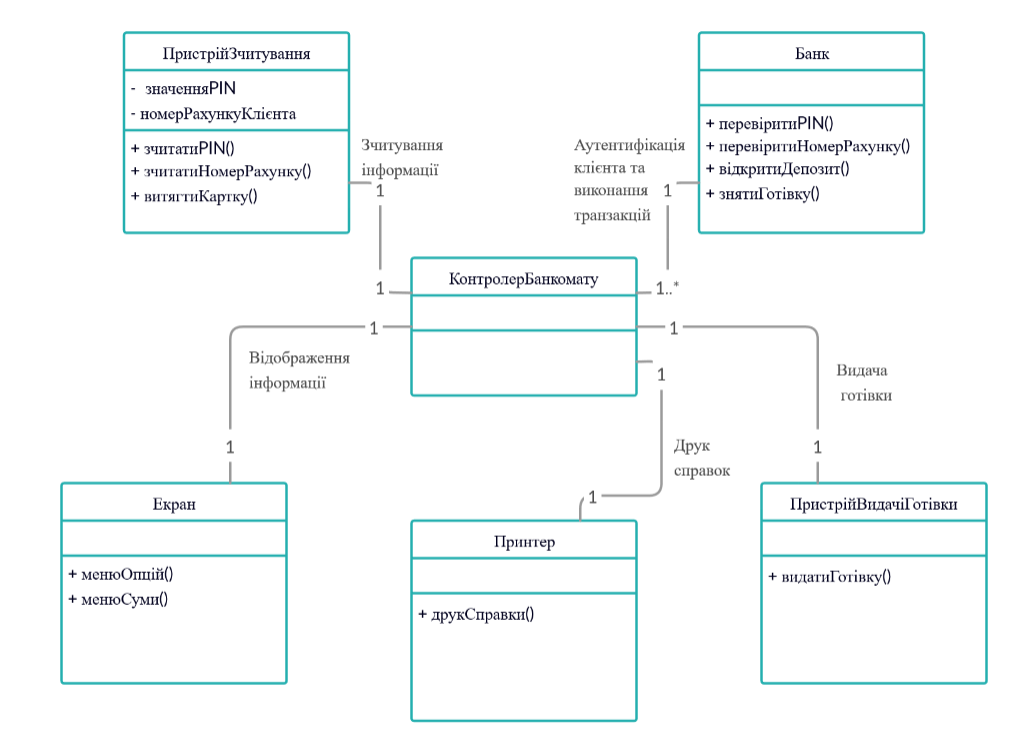 ПристрійЗчитування
- значенняPIN
- номерРахункуКлієнта
+ зчитатиPIN()
+ зчитатиНомерРахунку()
+ витягтиКартку()
Зчитування
інформації
1
1
Банк
+ перевіритиPIN()
+ перевіритиНомерРахунку()
+ відкритиДепозит()
+ знятиГотівку()
Аутентифікація
клієнта та
виконання
транзакцій
1
1..*
КонтролерБанкомату
1
1
Відображення
інформації
1
1
Видача
готівки
1
Друк
справок
1
1
Екран
+ менюОпцій()
+ менюСуми()
Принтер
+ друкСправки()
ПристрійВидачіГотівки
+ видатиГотівку()